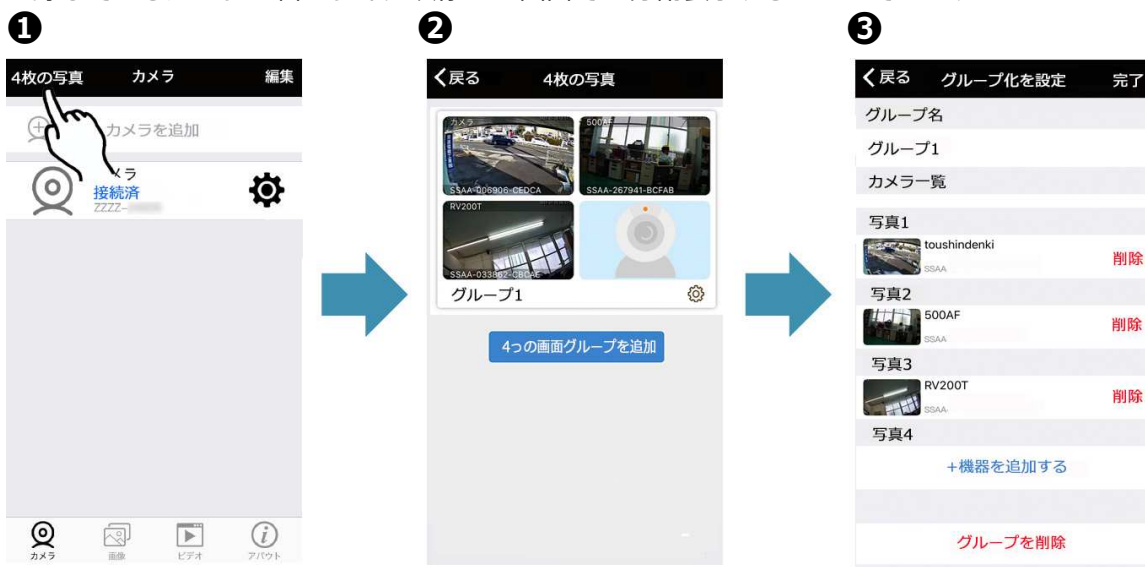 ❶
4枚の写真 カメラ 編集
カメラを追加
メラ
接続済
ZZZZ-
カメラ 画像 ビデオ アバウト
❷
戻る 4枚の写真
カメラ 500AF
SSAA-006906-CEDCA SSAA-267941-BCFAB
RV200T
SSAA-033862-CBCAE
グループ1
4つの画面グループを追加
❸
戻る グループ化を設定 完了
グループ名
グループ1
カメラ一覧
写真1
toushindenki
SSAA
削除
写真2
500AF
SSAA
削除
写真3
RV200T
SSAA
削除
写真4
+機器を追加する
グループを削除